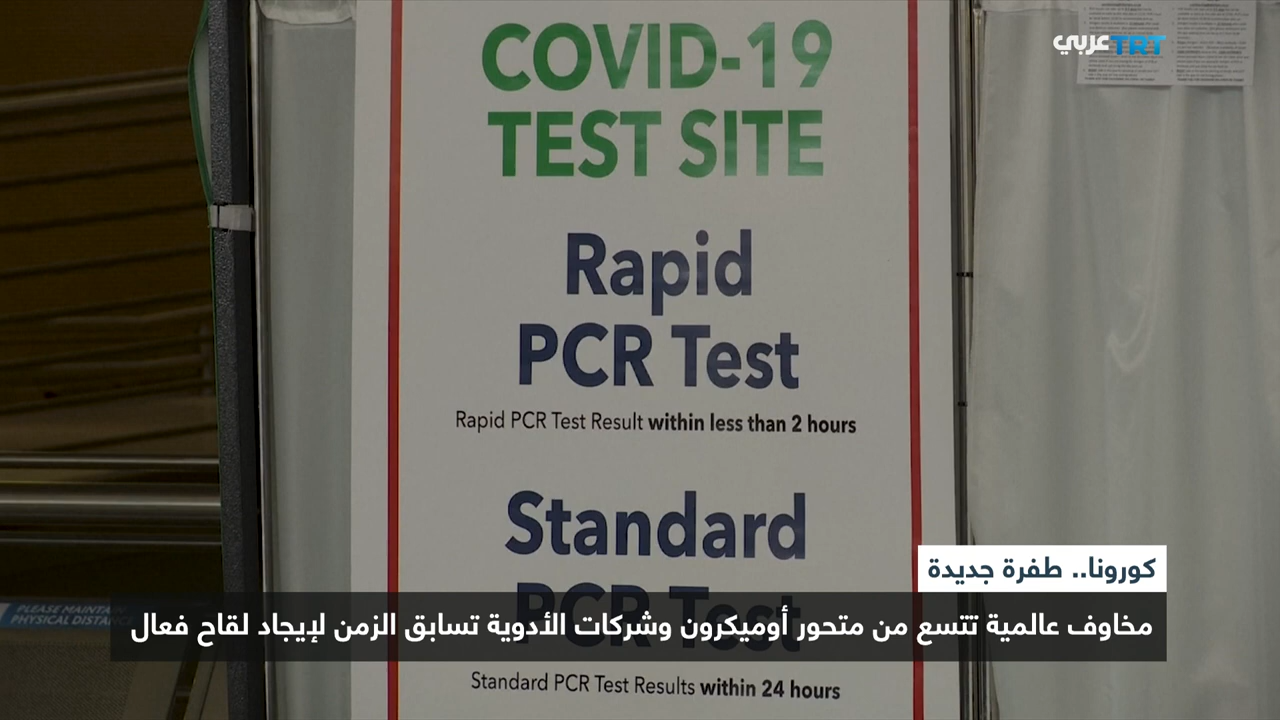 COVID-19
TEST SITE
TRT عربي
Rapid
PCR Test
Rapid PCR Test Result within less than 2 hours
Standard
PCR Test
كورونا.. طفرة جديدة
مخاوف عالمية تتسع من متحور أوميكرون وشركات الأدوية تسابق الزمن لإيجاد لقاح فعال
PLEASE MAINTAIN
PHYSICAL DISTANCE
Standard PCR Test Results within 24 hours